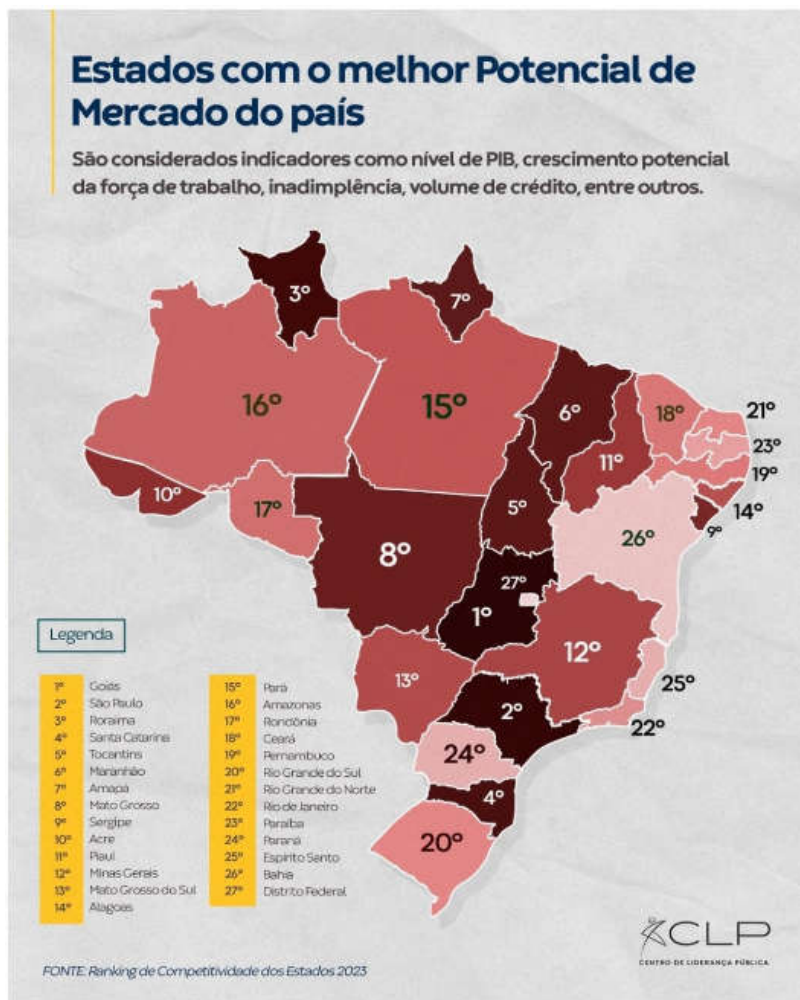 Estados com o melhor Potencial de
Mercado do país
São considerados indicadores como nível de PIB, crescimento potencial
da força de trabalho, inadimplência, volume de crédito, entre outros.
3º
7º
16º
15º
6º
18º
21º
23º
19º
14º
9º
11º
10º
17º
5º
8º
26º
27º
1º
12º
13º
25º
22º
2º
24º
4º
20º
Legenda
1º Goiás
2º São Paulo
3º Roraima
4º Santa Catarina
5º Tocantins
6º Maranhão
7º Amapá
8º Mato Grosso
9º Sergipe
10º Acre
11º Piauí
12º Minas Gerais
13º Mato Grosso do Sul
14º Alagoas
15º Pará
16º Amazonas
17º Rondônia
18º Ceará
19º Pernambuco
20º Rio Grande do Sul
21º Rio Grande do Norte
22º Rio de Janeiro
23º Paraíba
24º Paraná
25º Espírito Santo
26º Bahia
27º Distrito Federal
CLP
CENTRO DE LIDERANÇA PÚBLICA
FONTE: Ranking de Competitividade dos Estados 2023